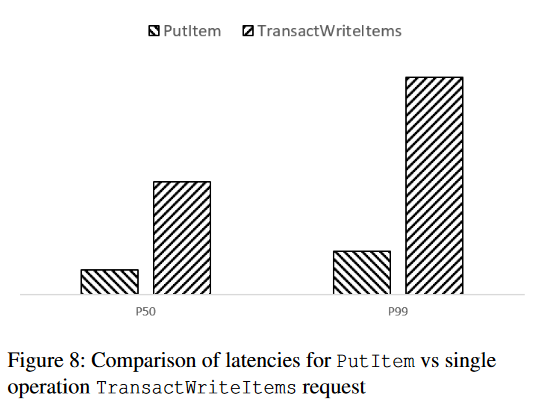 PutItem TransactWriteItems
P50 P99
Figure 8: Comparison of latencies for PutItem vs single
operation TransactWriteItems request